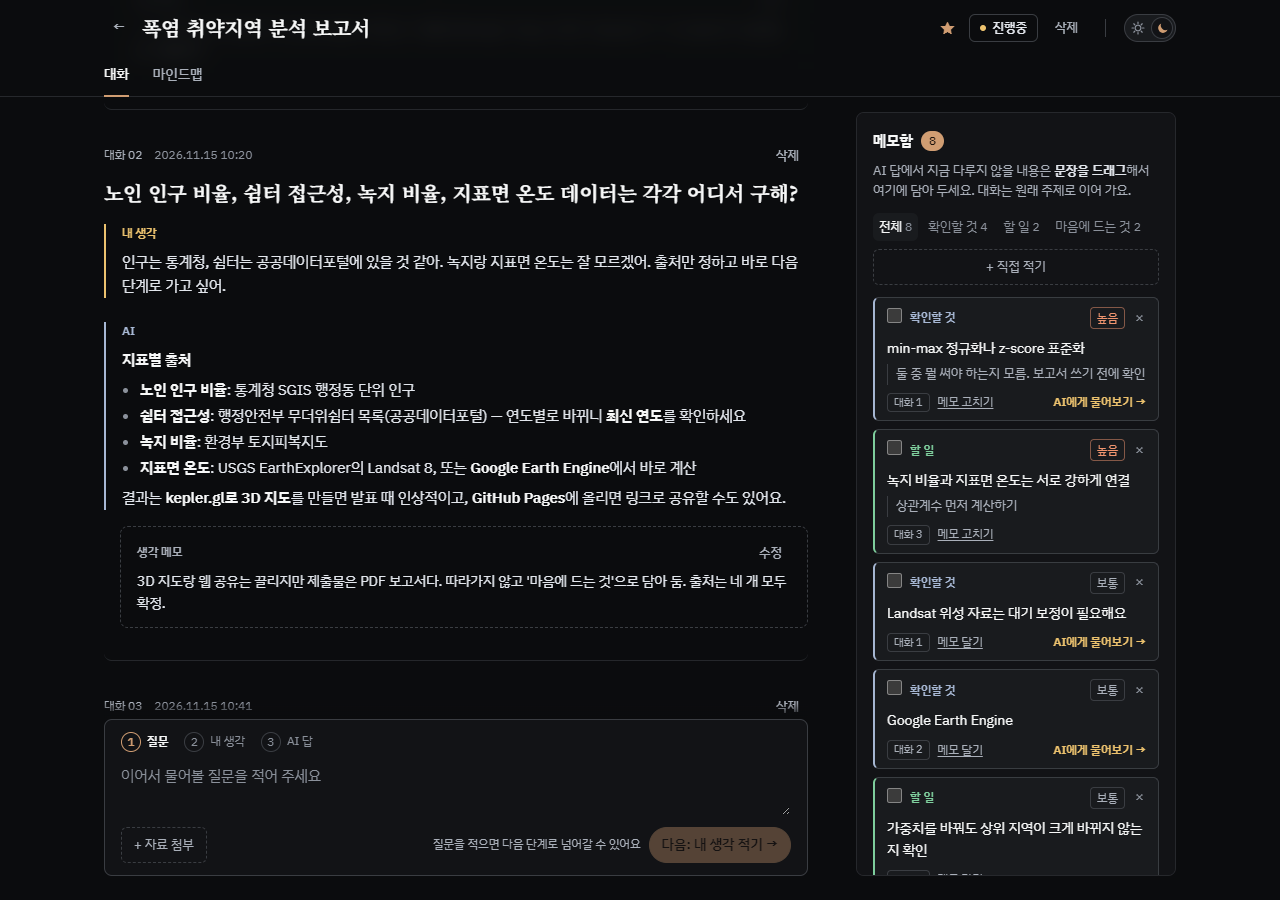 ← 폭염 취약지역 분석 보고서
★ 진행중 삭제
대화 마인드맵
대화 02 2026.11.15 10:20 삭제
노인 인구 비율, 쉼터 접근성, 녹지 비율, 지표면 온도 데이터는 각각 어디서 구해?
내 생각
인구는 통계청, 쉼터는 공공데이터포털에 있을 것 같아. 녹지랑 지표면 온도는 잘 모르겠어. 출처만 정하고 바로 다음
단계로 가고 싶어.
AI
지표별 출처
• 노인 인구 비율: 통계청 SGIS 행정동 단위 인구
• 쉼터 접근성: 행정안전부 무더위쉼터 목록(공공데이터포털) — 연도별로 바뀌니 최신 연도를 확인하세요
• 녹지 비율: 환경부 토지피복지도
• 지표면 온도: USGS EarthExplorer의 Landsat 8, 또는 Google Earth Engine에서 바로 계산
결과는 kepler.gl로 3D 지도를 만들면 발표 때 인상적이고, GitHub Pages에 올리면 링크로 공유할 수도 있어요.
생각 메모 수정
3D 지도랑 웹 공유는 끌리지만 제출물은 PDF 보고서다. 따라가지 않고 '마음에 드는 것'으로 담아 둠. 출처는 네 개 모두
확정.
대화 03 2026.11.15 10:41 삭제
1 질문 2 내 생각 3 AI 답
이어서 물어볼 질문을 적어 주세요
+ 자료 첨부 질문을 적으면 다음 단계로 넘어갈 수 있어요 다음: 내 생각 적기 →
메모함 8
AI 답에서 지금 다루지 않을 내용은 문장을 드래그해서
여기에 담아 두세요. 대화는 원래 주제로 이어 가요.
전체 8 확인할 것 4 할 일 2 마음에 드는 것 2
+ 직접 적기
확인할 것 높음 ×
min-max 정규화나 z-score 표준화
둘 중 뭘 써야 하는지 모름. 보고서 쓰기 전에 확인
대화 1 메모 고치기 AI에게 물어보기 →
할 일 높음 ×
녹지 비율과 지표면 온도는 서로 강하게 연결
상관계수 먼저 계산하기
대화 3 메모 고치기
확인할 것 보통 ×
Landsat 위성 자료는 대기 보정이 필요해요
대화 1 메모 달기 AI에게 물어보기 →
확인할 것 보통 ×
Google Earth Engine
대화 2 메모 달기 AI에게 물어보기 →
할 일 보통 ×
가중치를 바꿔도 상위 지역이 크게 바뀌지 않는
지 확인